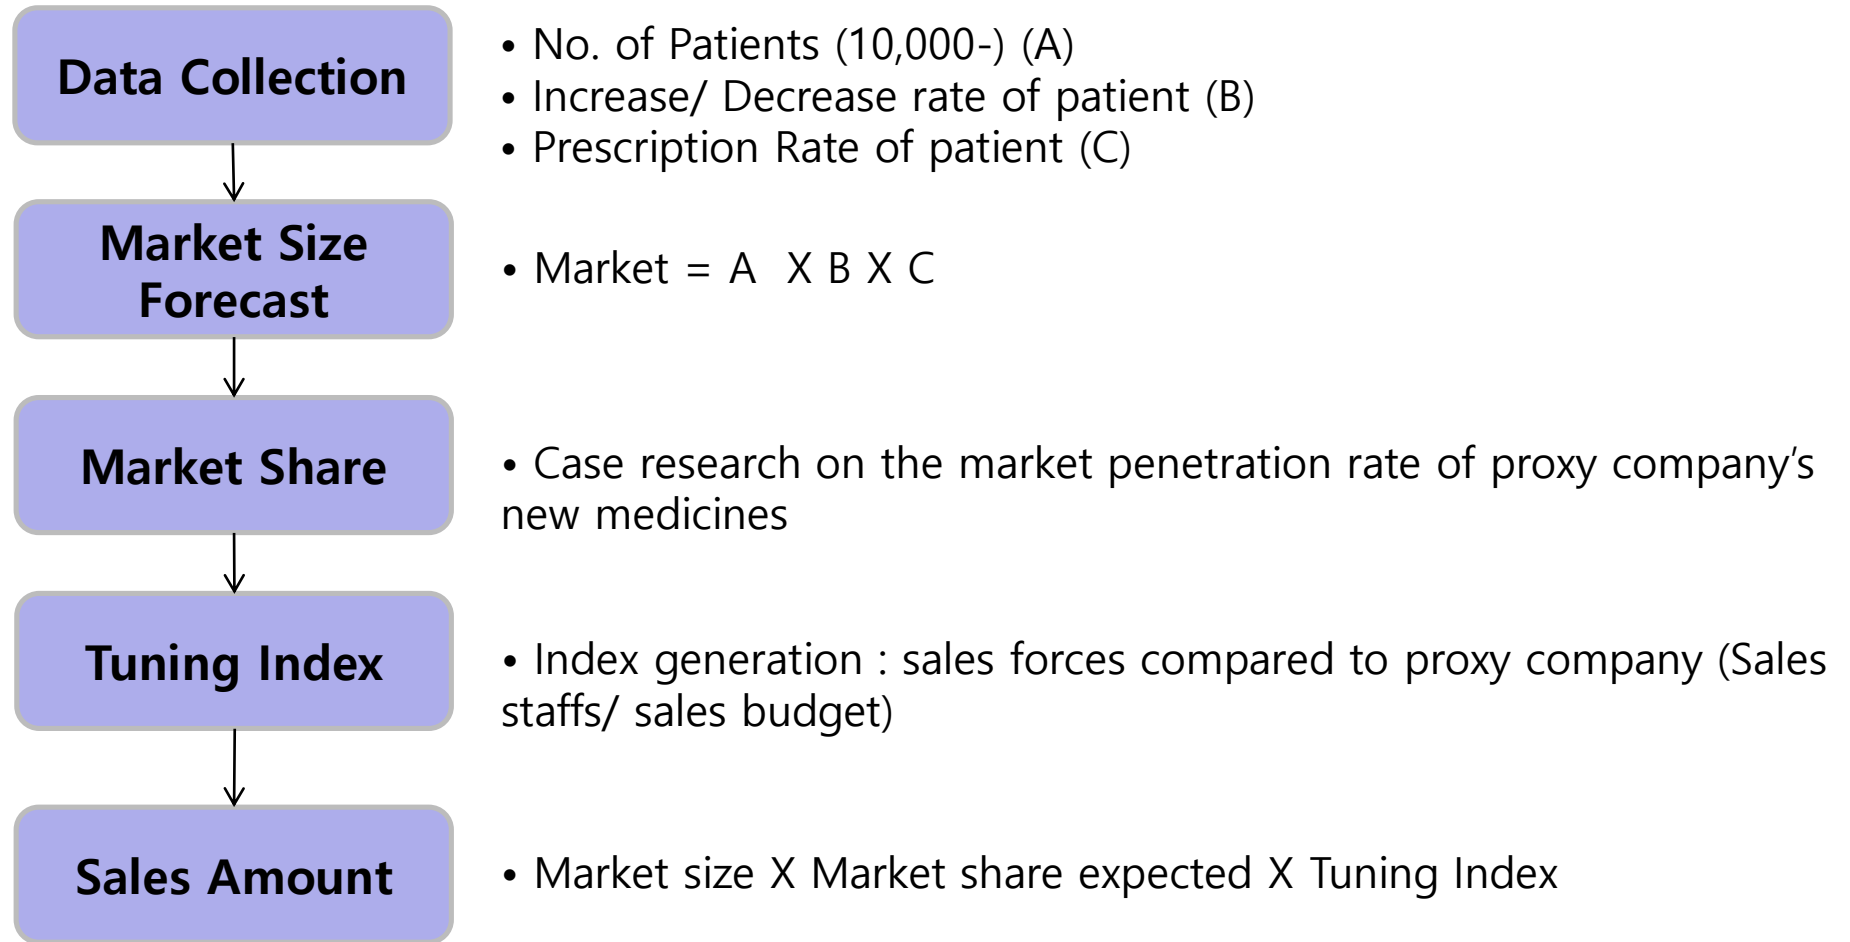 Data Collection
• No. of Patients (10,000-) (A)
• Increase/ Decrease rate of patient (B)
• Prescription Rate of patient (C)
Market Size
Forecast
• Market = A  X B X C
Market Share
• Case research on the market penetration rate of proxy company’s
new medicines
Tuning Index
• Index generation : sales forces compared to proxy company (Sales
staffs/ sales budget)
Sales Amount
• Market size X Market share expected X Tuning Index